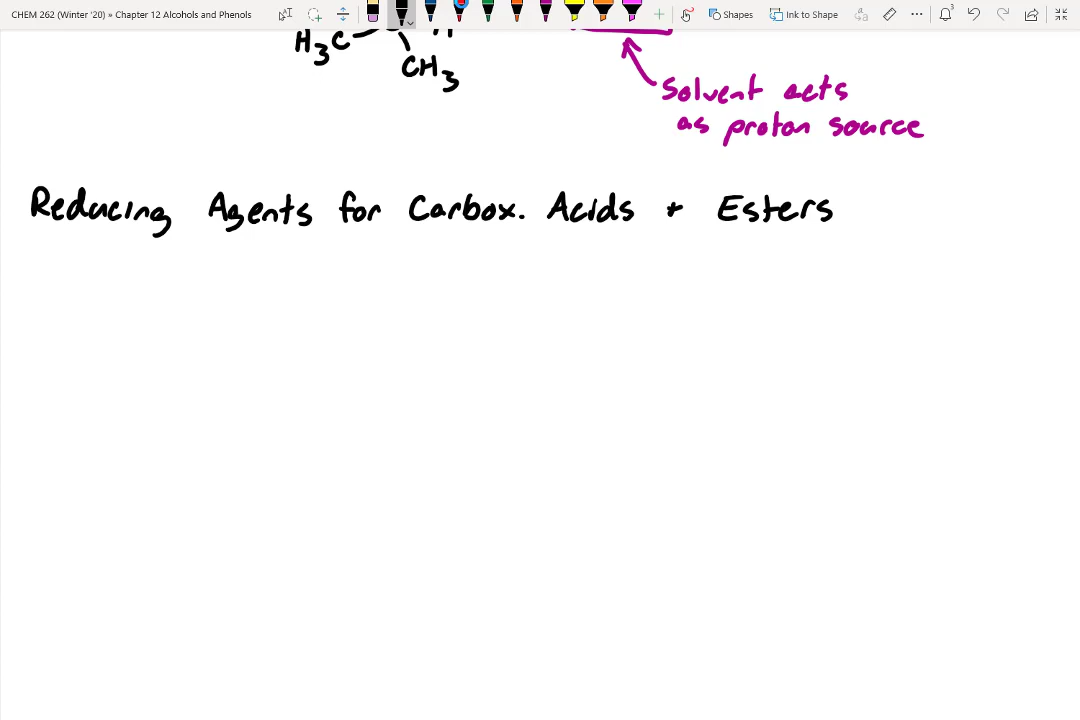 CHEM 262 (Winter '20) » Chapter 12 Alcohols and Phenols
Shapes
Ink to Shape
3
H3C
CH3
Solvent acts
as proton source
Reducing Agents for Carbox. Acids + Esters